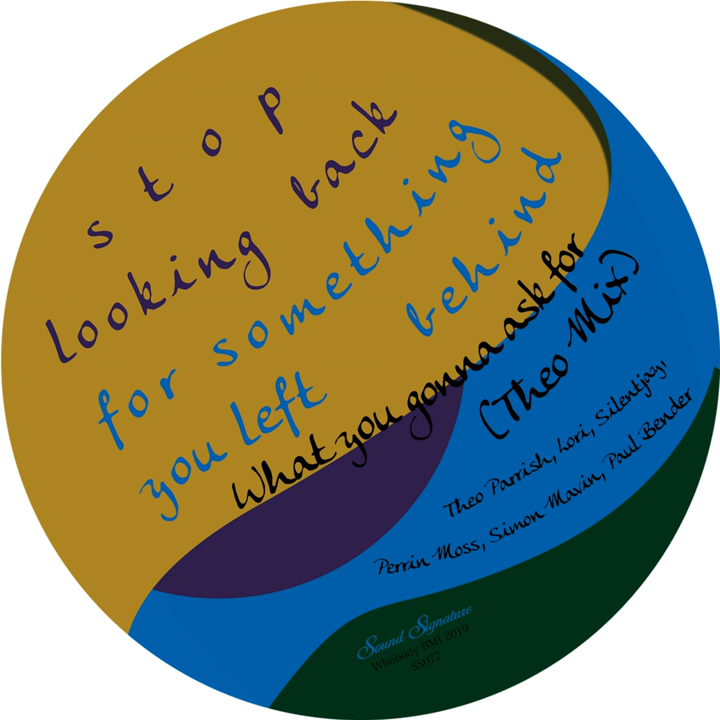 stop
looking back
for something
you left behind
What you gonna ask for
(Theo Mix)
Theo Parrish, Lori, Silentjay,
Perrin Moss, Simon Mavin, Paul Bender
Sound Signature
Whobody BMI 2019
SS077